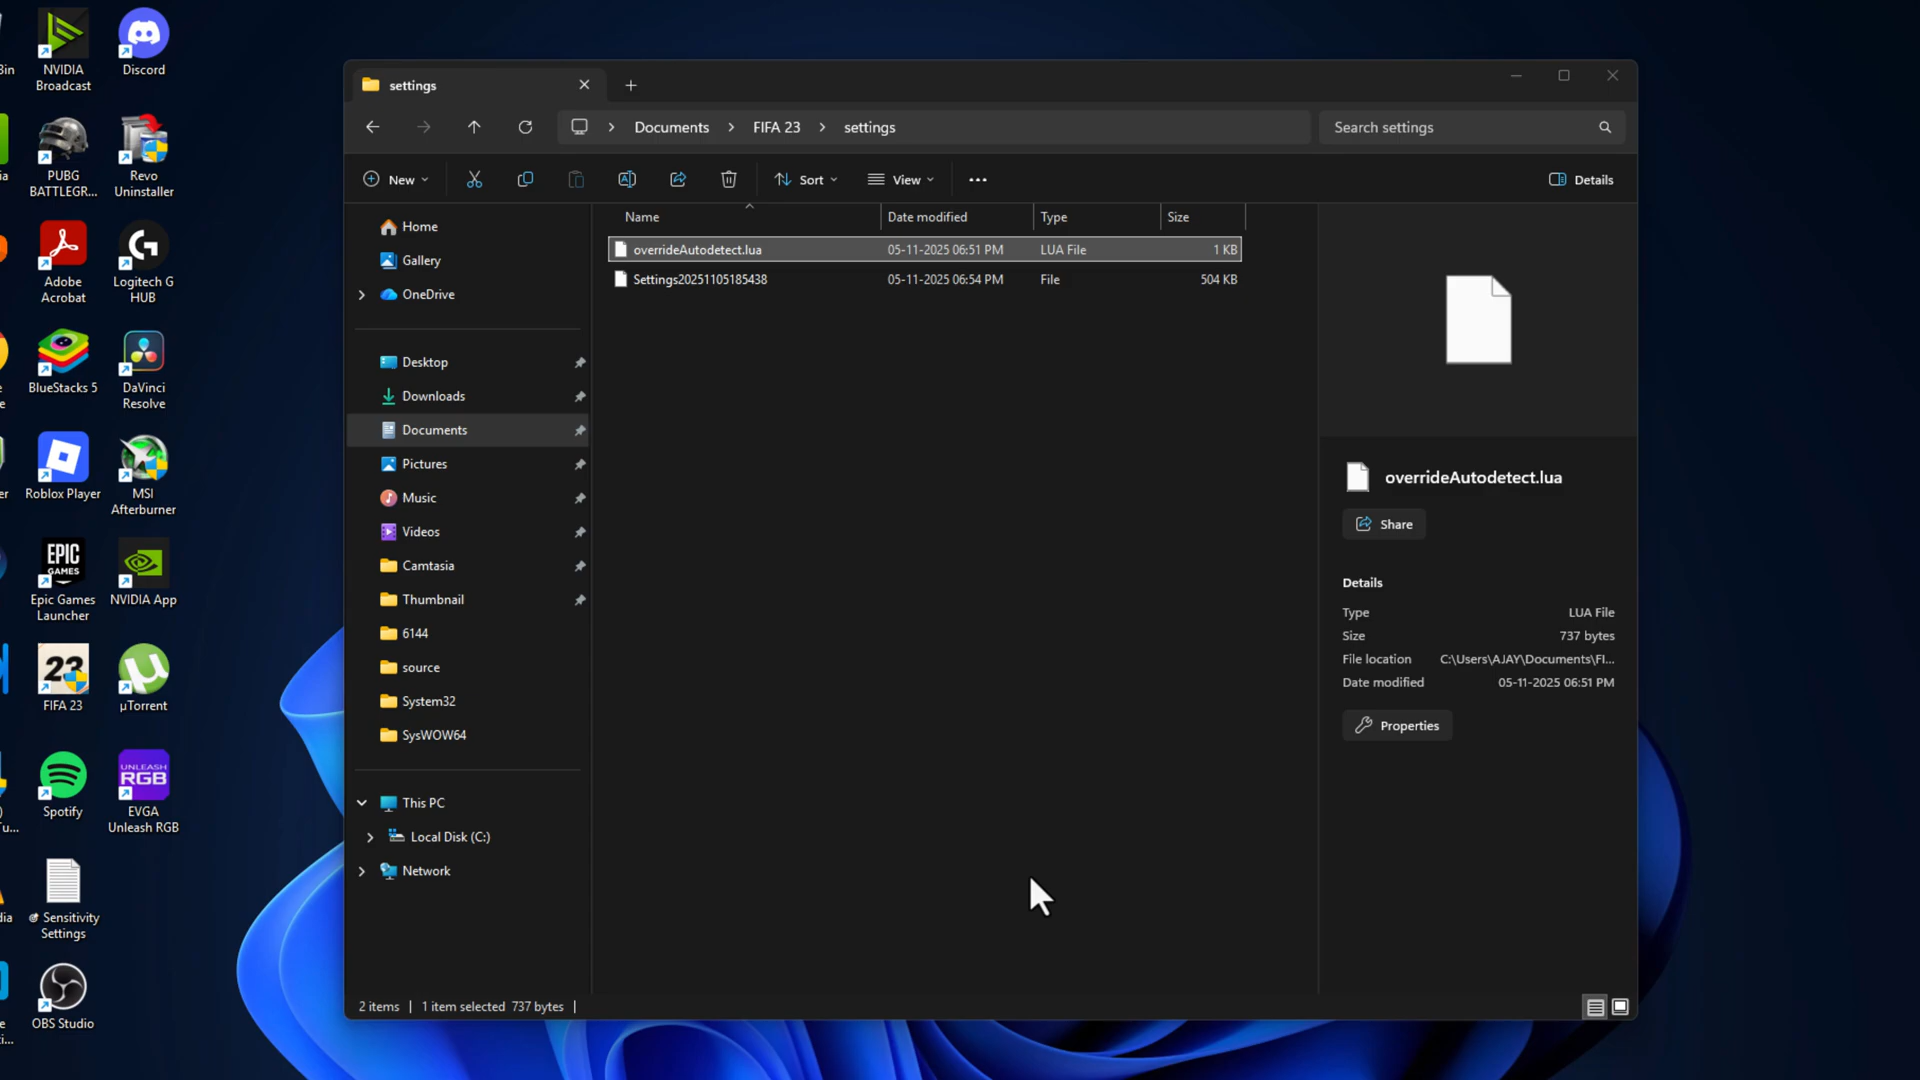 Bin
NVIDIA
Broadcast
Discord
PUBG
BATTLEGR...
Revo
Uninstaller
Adobe
Acrobat
Logitech G
HUB
BlueStacks 5
DaVinci
Resolve
Roblox Player
MSI
Afterburner
EPIC
GAMES
Epic Games
Launcher
NVIDIA App
23
FIFA 23
µTorrent
Spotify
UNLEASH
RGB
EVGA
Unleash RGB
Sensitivity
Settings
OBS Studio
settings
Documents
FIFA 23
settings
Search settings
New
Sort
View
Details
Home
Gallery
OneDrive
Desktop
Downloads
Documents
Pictures
Music
Videos
Camtasia
Thumbnail
6144
source
System32
SysWOW64
This PC
Local Disk (C:)
Network
Name Date modified Type Size
overrideAutodetect.lua 05-11-2025 06:51 PM LUA File 1 KB
Settings20251105185438 05-11-2025 06:54 PM File 504 KB
overrideAutodetect.lua
Share
Details
Type LUA File
Size 737 bytes
File location C:\Users\AJAY\Documents\FI...
Date modified 05-11-2025 06:51 PM
Properties
2 items | 1 item selected 737 bytes |